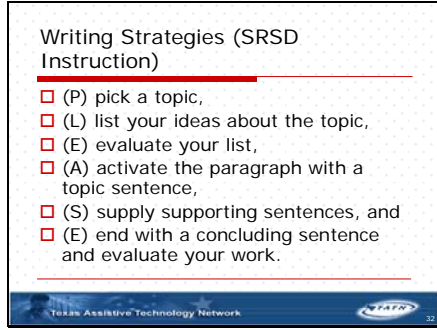 Writing Strategies (SRSD
Instruction)
(P) pick a topic,
(L) list your ideas about the topic,
(E) evaluate your list,
(A) activate the paragraph with a
topic sentence,
(S) supply supporting sentences, and
(E) end with a concluding sentence
and evaluate your work.
Texas Assistive Technology Network
TATN
32